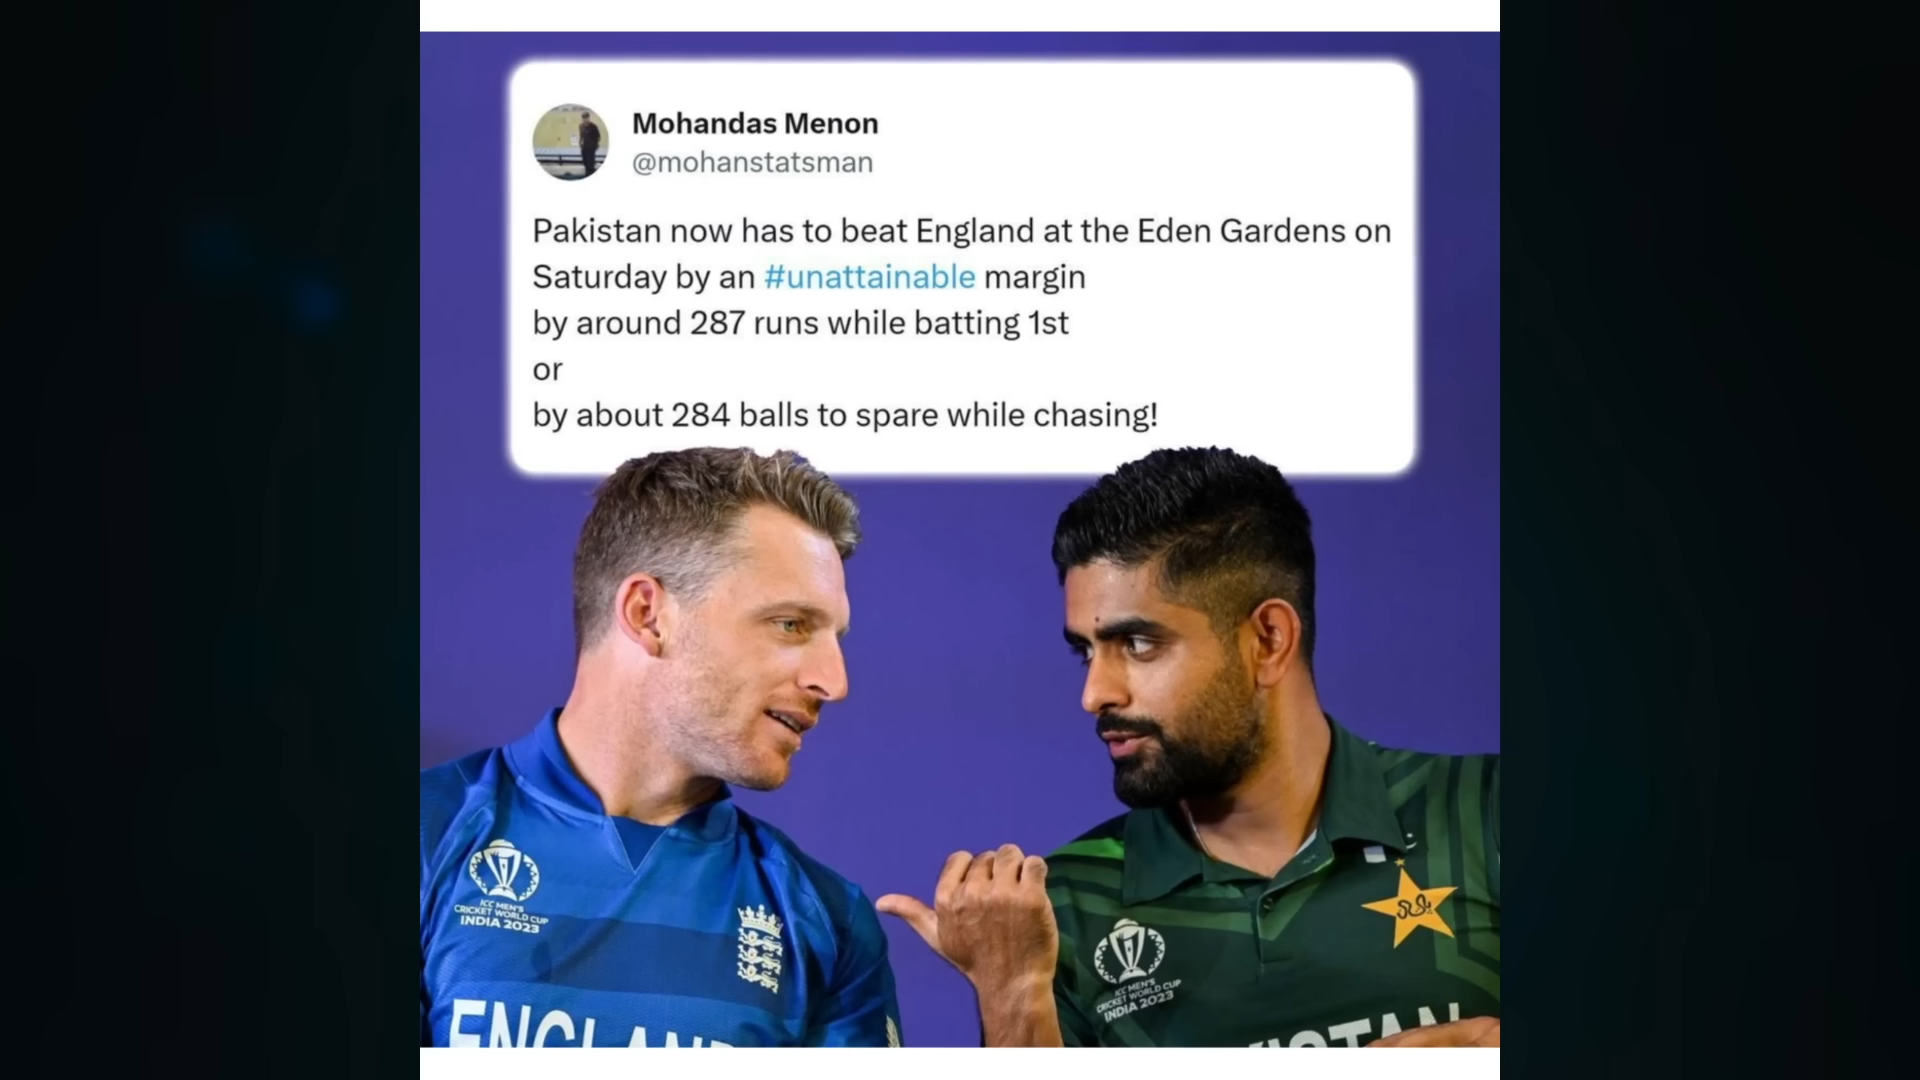 Mohandas Menon
@mohanstatsman
Pakistan now has to beat England at the Eden Gardens on
Saturday by an #unattainable margin
by around 287 runs while batting 1st
or
by about 284 balls to spare while chasing!
ICC MEN'S
CRICKET WORLD CUP
INDIA 2023
ENGLAND
ICC MEN'S
CRICKET WORLD CUP
INDIA 2023